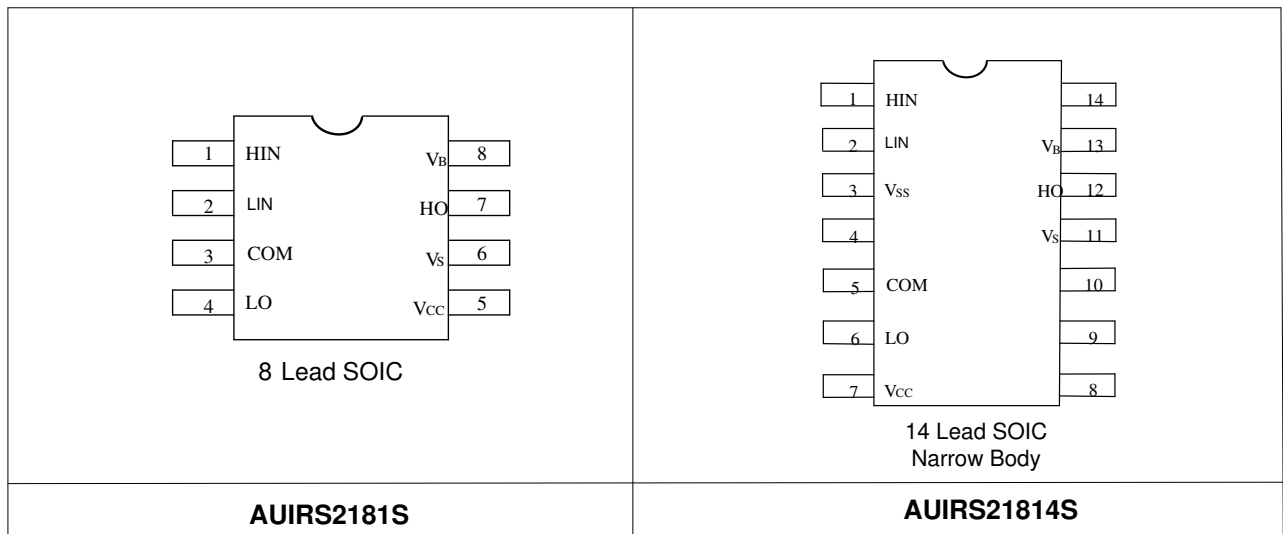 1 HIN VB 8
2 LIN HO 7
3 COM VS 6
4 LO VCC 5
8 Lead SOIC
AUIRS2181S
1 HIN 14
2 LIN VB 13
3 VSS HO 12
4 VS 11
5 COM 10
6 LO 9
7 VCC 8
14 Lead SOIC
Narrow Body
AUIRS21814S